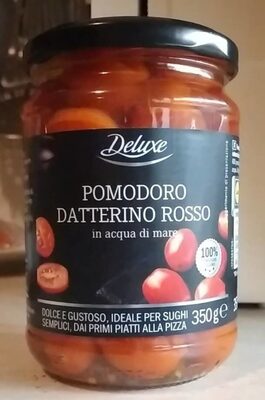 Deluxe
POMODORO
DATTERINO ROSSO
in acqua di mare
100%
DOLCE E GUSTOSO, IDEALE PER SUGHI
SEMPLICI, DAI PRIMI PIATTI ALLA PIZZA
350g e